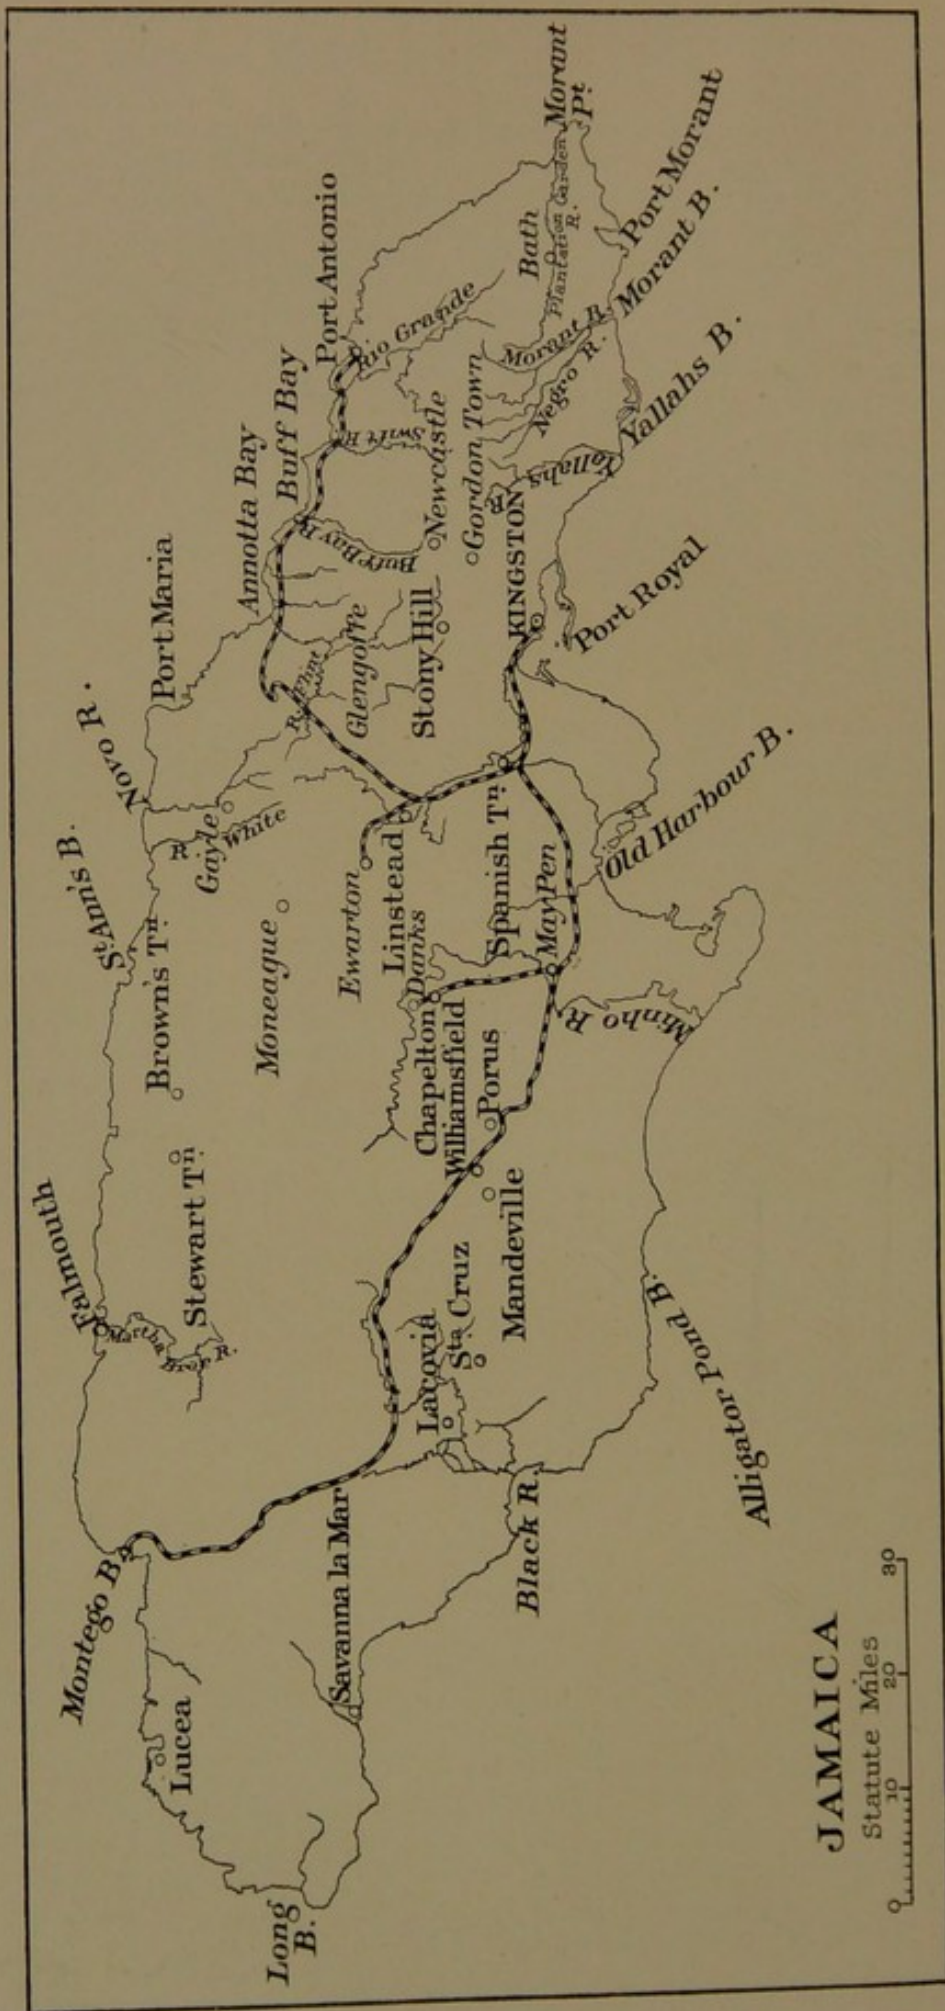 Montego B.
Falmouth
Martha
Brae R.
Stewart Tn.
Brown's Tn.
St. Ann's B.
Novo R.
Port Maria
Annotta Bay
Buff Bay
Port Antonio
Rio Grande
Swift R.
Buff Bay R.
Newcastle
Gordon Town
Bath
Plantation Garden
R.
Morant
Pt.
Port Morant
Morant B.
Morant R.
Negro R.
Yallahs
R.
Yallahs B.
KINGSTON
Port Royal
Stony Hill
Glengoffe
R. Flint
R. White
Gayle
Moneague
Ewarton
Linstead
Danks
Spanish Tn.
May Pen
Old Harbour B.
Minho R.
Chapelton
Williamsfield
Porus
Mandeville
Sta. Cruz
Lacovia
Alligator Pond B.
Black R.
Savanna la Mar
Lucea
Long
B.
JAMAICA
Statute Miles
0 10 20 30